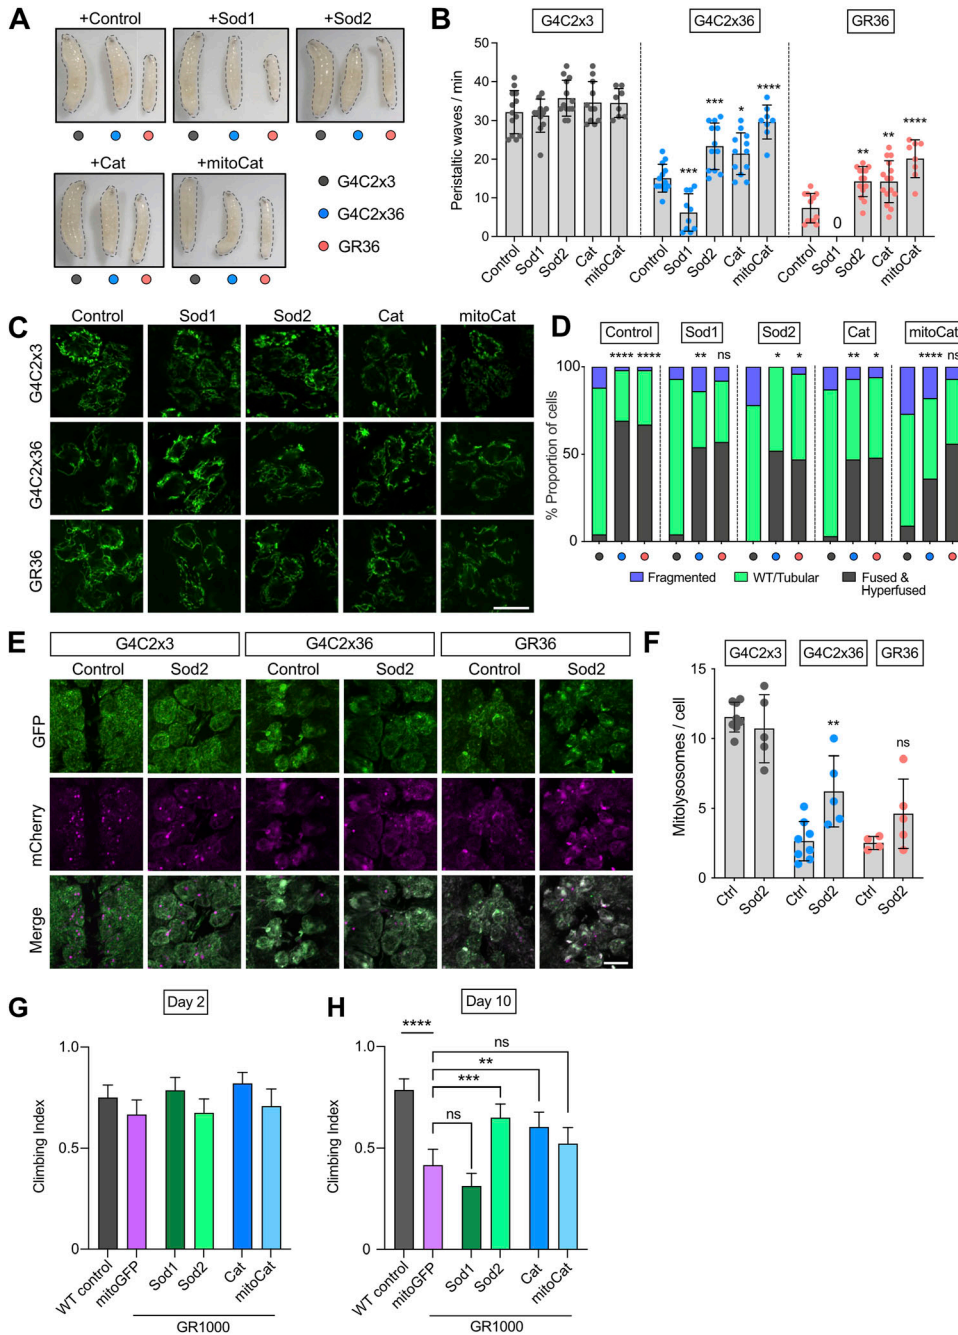 A
+Control
+Sod1
+Sod2
+Cat
+mitoCat
G4C2x3
G4C2x36
GR36
B
G4C2x3
G4C2x36
GR36
Peristaltic waves / min
50
40
30
20
10
0
***
***
*
****
0
**
**
****
Control
Sod1
Sod2
Cat
mitoCat
Control
Sod1
Sod2
Cat
mitoCat
Control
Sod1
Sod2
Cat
mitoCat
C
Control
Sod1
Sod2
Cat
mitoCat
G4C2x3
G4C2x36
GR36
D
Control
Sod1
Sod2
Cat
mitoCat
**** ****
** ns
* *
** *
**** ns
% Proportion of cells
100
50
0
Fragmented
WT/Tubular
Fused & Hyperfused
E
G4C2x3
G4C2x36
GR36
Control
Sod2
Control
Sod2
Control
Sod2
GFP
mCherry
Merge
F
G4C2x3
G4C2x36
GR36
Mitolysosomes / cell
15
10
5
0
**
ns
Ctrl
Sod2
Ctrl
Sod2
Ctrl
Sod2
G
Day 2
Climbing Index
1.0
0.5
0
WT control
mitoGFP
Sod1
Sod2
Cat
mitoCat
GR1000
H
Day 10
Climbing Index
1.0
0.5
0
****
ns
**
***
ns
WT control
mitoGFP
Sod1
Sod2
Cat
mitoCat
GR1000